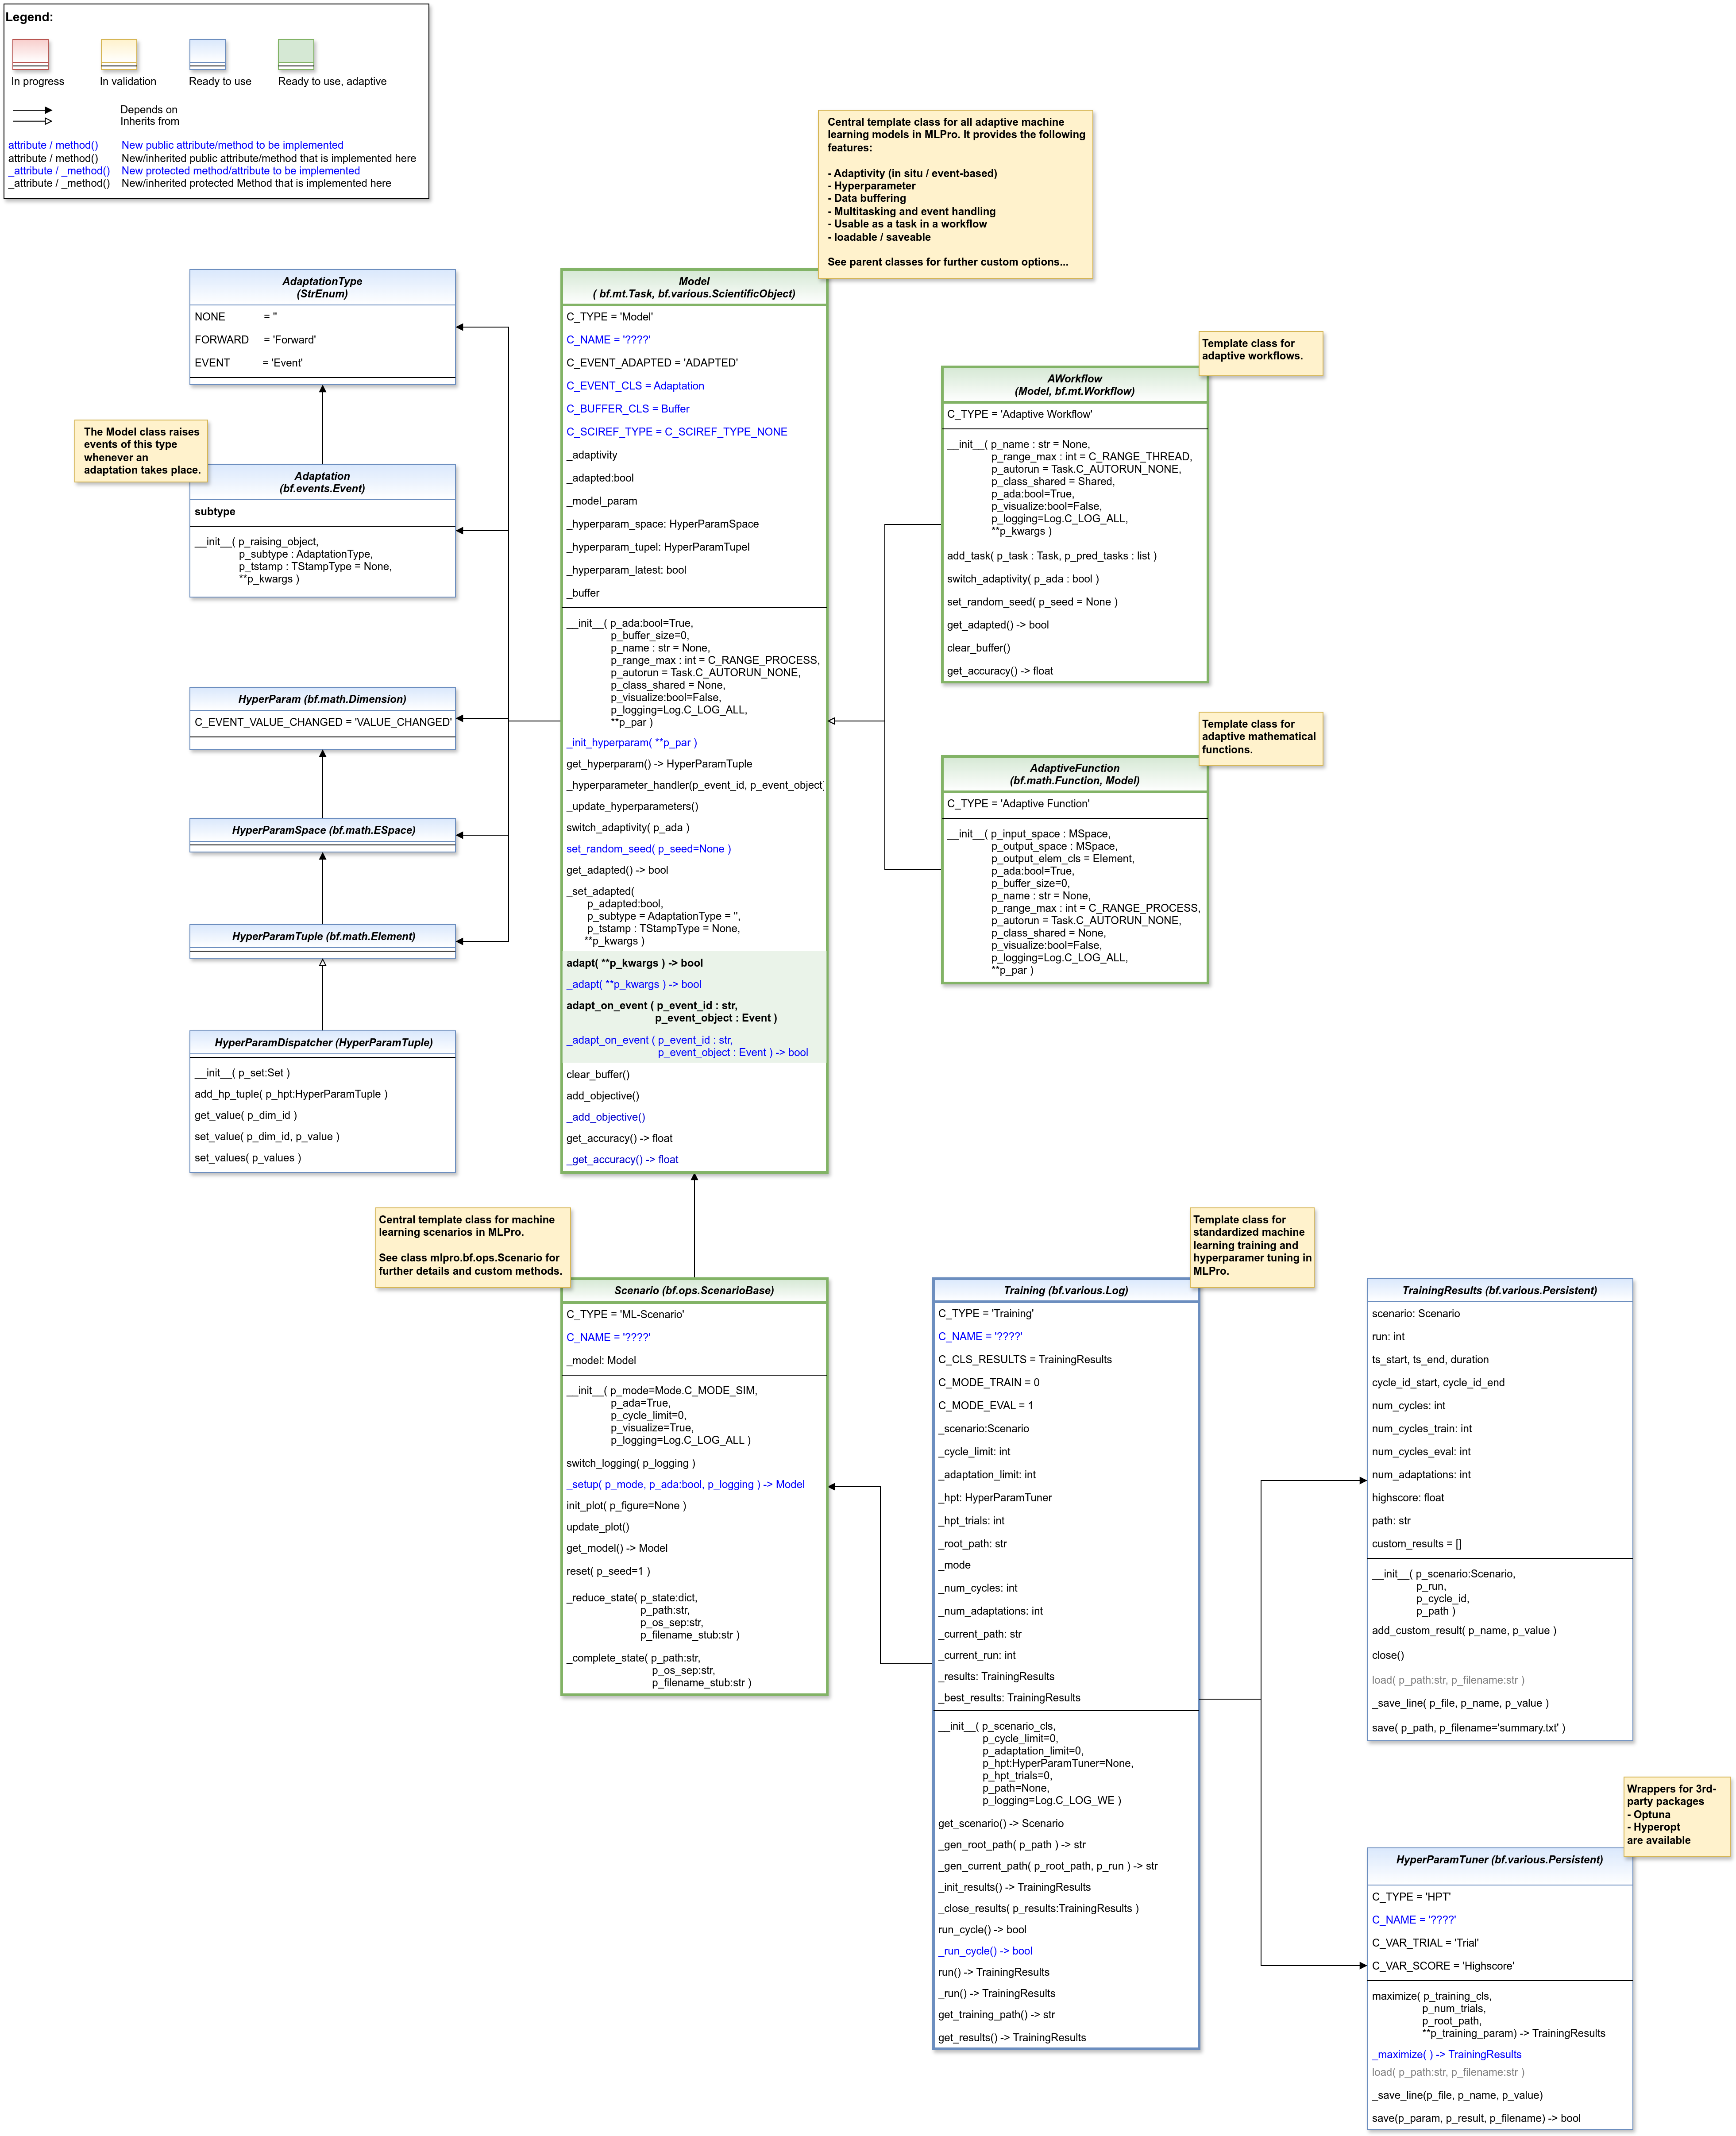 Legend:
In progress
In validation
Ready to use
Ready to use, adaptive
Depends on
Inherits from
attribute / method() New public attribute/method to be implemented
attribute / method() New/inherited public attribute/method that is implemented here
_attribute / _method() New protected method/attribute to be implemented
_attribute / _method() New/inherited protected Method that is implemented here
Central template class for all adaptive machine
learning models in MLPro. It provides the following
features:
- Adaptivity (in situ / event-based)
- Hyperparameter
- Data buffering
- Multitasking and event handling
- Usable as a task in a workflow
- loadable / saveable
See parent classes for further custom options...
AdaptationType
(StrEnum)
NONE = ''
FORWARD = 'Forward'
EVENT = 'Event'
The Model class raises
events of this type
whenever an
adaptation takes place.
Adaptation
(bf.events.Event)
subtype
__init__( p_raising_object,
p_subtype : AdaptationType,
p_tstamp : TStampType = None,
**p_kwargs )
HyperParam (bf.math.Dimension)
C_EVENT_VALUE_CHANGED = 'VALUE_CHANGED'
HyperParamSpace (bf.math.ESpace)
HyperParamTuple (bf.math.Element)
HyperParamDispatcher (HyperParamTuple)
__init__( p_set:Set )
add_hp_tuple( p_hpt:HyperParamTuple )
get_value( p_dim_id )
set_value( p_dim_id, p_value )
set_values( p_values )
Model
( bf.mt.Task, bf.various.ScientificObject)
C_TYPE = 'Model'
C_NAME = '????'
C_EVENT_ADAPTED = 'ADAPTED'
C_EVENT_CLS = Adaptation
C_BUFFER_CLS = Buffer
C_SCIREF_TYPE = C_SCIREF_TYPE_NONE
_adaptivity
_adapted:bool
_model_param
_hyperparam_space: HyperParamSpace
_hyperparam_tupel: HyperParamTupel
_hyperparam_latest: bool
_buffer
__init__( p_ada:bool=True,
p_buffer_size=0,
p_name : str = None,
p_range_max : int = C_RANGE_PROCESS,
p_autorun = Task.C_AUTORUN_NONE,
p_class_shared = None,
p_visualize:bool=False,
p_logging=Log.C_LOG_ALL,
**p_par )
_init_hyperparam( **p_par )
get_hyperparam() -> HyperParamTuple
_hyperparameter_handler(p_event_id, p_event_object)
_update_hyperparameters()
switch_adaptivity( p_ada )
set_random_seed( p_seed=None )
get_adapted() -> bool
_set_adapted(
p_adapted:bool,
p_subtype = AdaptationType = '',
p_tstamp : TStampType = None,
**p_kwargs )
adapt( **p_kwargs ) -> bool
_adapt( **p_kwargs ) -> bool
adapt_on_event ( p_event_id : str,
p_event_object : Event )
_adapt_on_event ( p_event_id : str,
p_event_object : Event ) -> bool
clear_buffer()
add_objective()
_add_objective()
get_accuracy() -> float
_get_accuracy() -> float
Template class for
adaptive workflows.
AWorkflow
(Model, bf.mt.Workflow)
C_TYPE = 'Adaptive Workflow'
__init__( p_name : str = None,
p_range_max : int = C_RANGE_THREAD,
p_autorun = Task.C_AUTORUN_NONE,
p_class_shared = Shared,
p_ada:bool=True,
p_visualize:bool=False,
p_logging=Log.C_LOG_ALL,
**p_kwargs )
add_task( p_task : Task, p_pred_tasks : list )
switch_adaptivity( p_ada : bool )
set_random_seed( p_seed = None )
get_adapted() -> bool
clear_buffer()
get_accuracy() -> float
Template class for
adaptive mathematical
functions.
AdaptiveFunction
(bf.math.Function, Model)
C_TYPE = 'Adaptive Function'
__init__( p_input_space : MSpace,
p_output_space : MSpace,
p_output_elem_cls = Element,
p_ada:bool=True,
p_buffer_size=0,
p_name : str = None,
p_range_max : int = C_RANGE_PROCESS,
p_autorun = Task.C_AUTORUN_NONE,
p_class_shared = None,
p_visualize:bool=False,
p_logging=Log.C_LOG_ALL,
**p_par )
Central template class for machine
learning scenarios in MLPro.
See class mlpro.bf.ops.Scenario for
further details and custom methods.
Scenario (bf.ops.ScenarioBase)
C_TYPE = 'ML-Scenario'
C_NAME = '????'
_model: Model
__init__( p_mode=Mode.C_MODE_SIM,
p_ada=True,
p_cycle_limit=0,
p_visualize=True,
p_logging=Log.C_LOG_ALL )
switch_logging( p_logging )
_setup( p_mode, p_ada:bool, p_logging ) -> Model
init_plot( p_figure=None )
update_plot()
get_model() -> Model
reset( p_seed=1 )
_reduce_state( p_state:dict,
p_path:str,
p_os_sep:str,
p_filename_stub:str )
_complete_state( p_path:str,
p_os_sep:str,
p_filename_stub:str )
Template class for
standardized machine
learning training and
hyperparamer tuning in
MLPro.
Training (bf.various.Log)
C_TYPE = 'Training'
C_NAME = '????'
C_CLS_RESULTS = TrainingResults
C_MODE_TRAIN = 0
C_MODE_EVAL = 1
_scenario:Scenario
_cycle_limit: int
_adaptation_limit: int
_hpt: HyperParamTuner
_hpt_trials: int
_root_path: str
_mode
_num_cycles: int
_num_adaptations: int
_current_path: str
_current_run: int
_results: TrainingResults
_best_results: TrainingResults
__init__( p_scenario_cls,
p_cycle_limit=0,
p_adaptation_limit=0,
p_hpt:HyperParamTuner=None,
p_hpt_trials=0,
p_path=None,
p_logging=Log.C_LOG_WE )
get_scenario() -> Scenario
_gen_root_path( p_path ) -> str
_gen_current_path( p_root_path, p_run ) -> str
_init_results() -> TrainingResults
_close_results( p_results:TrainingResults )
run_cycle() -> bool
_run_cycle() -> bool
run() -> TrainingResults
_run() -> TrainingResults
get_training_path() -> str
get_results() -> TrainingResults
TrainingResults (bf.various.Persistent)
scenario: Scenario
run: int
ts_start, ts_end, duration
cycle_id_start, cycle_id_end
num_cycles: int
num_cycles_train: int
num_cycles_eval: int
num_adaptations: int
highscore: float
path: str
custom_results = []
__init__( p_scenario:Scenario,
p_run,
p_cycle_id,
p_path )
add_custom_result( p_name, p_value )
close()
load( p_path:str, p_filename:str )
_save_line( p_file, p_name, p_value )
save( p_path, p_filename='summary.txt' )
Wrappers for 3rd-
party packages
- Optuna
- Hyperopt
are available
HyperParamTuner (bf.various.Persistent)
C_TYPE = 'HPT'
C_NAME = '????'
C_VAR_TRIAL = 'Trial'
C_VAR_SCORE = 'Highscore'
maximize( p_training_cls,
p_num_trials,
p_root_path,
**p_training_param) -> TrainingResults
_maximize( ) -> TrainingResults
load( p_path:str, p_filename:str )
_save_line(p_file, p_name, p_value)
save(p_param, p_result, p_filename) -> bool